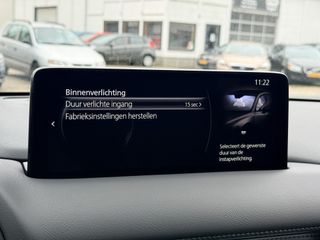 11:22
Binnenverlichting
Duur verlichte ingang 15 sec >
Fabrieksinstellingen herstellen
<
Selecteert de gewenste
duur van de
instapverlichting.